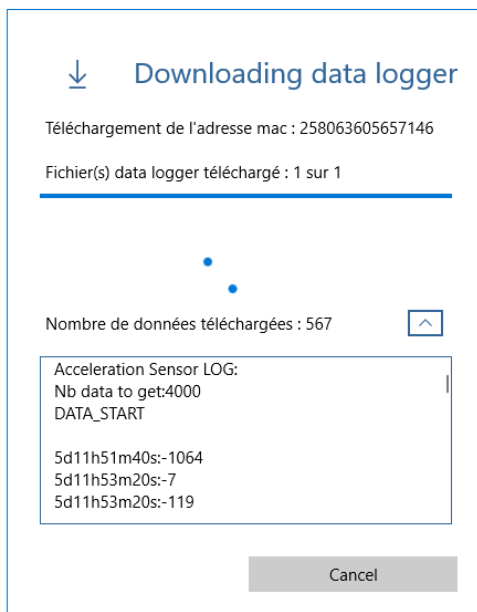 Downloading data logger
Téléchargement de l'adresse mac : 258063605657146
Fichier(s) data logger téléchargé : 1 sur 1
Nombre de données téléchargées : 567
Acceleration Sensor LOG:
Nb data to get:4000
DATA_START
5d11h51m40s:-1064
5d11h53m20s:-7
5d11h53m20s:-119
Cancel